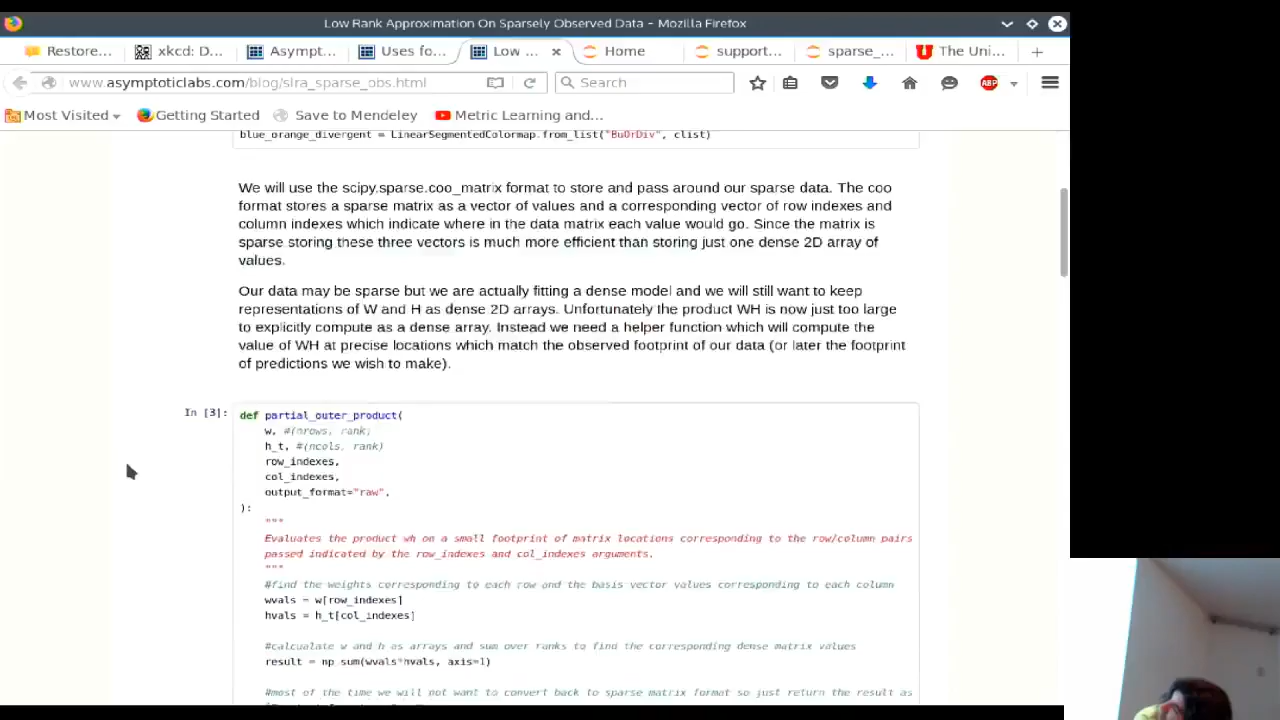 Low Rank Approximation On Sparsely Observed Data - Mozilla Firefox
Restore... xkcd: D... Asympt... Uses fo... Low ... Home support... sparse_... The Uni...
www.asymptoticlabs.com/blog/slra_sparse_obs.html Search ABP
Most Visited Getting Started Save to Mendeley Metric Learning and...
blue_orange_divergent = LinearSegmentedColormap.from_list("BuOrDiv", clist)
We will use the scipy.sparse.coo_matrix format to store and pass around our sparse data. The coo
format stores a sparse matrix as a vector of values and a corresponding vector of row indexes and
column indexes which indicate where in the data matrix each value would go. Since the matrix is
sparse storing these three vectors is much more efficient than storing just one dense 2D array of
values.
Our data may be sparse but we are actually fitting a dense model and we will still want to keep
representations of W and H as dense 2D arrays. Unfortunately the product WH is now just too large
to explicitly compute as a dense array. Instead we need a helper function which will compute the
value of WH at precise locations which match the observed footprint of our data (or later the footprint
of predictions we wish to make).
In [3]: def partial_outer_product(
w, #(nrows, rank;
h_t, #(ncols, rank)
row_indexes,
col_indexes,
output_format="raw",
):
"""
Evaluates the product wh on a small footprint of matrix locations corresponding to the row/column pairs
passed indicated by the row_indexes and col_indexes arguments.
"""
#find the weights corresponding to each row and the basis vector values corresponding to each column
wvals = w[row_indexes]
hvals = h_t[col_indexes]
#calcualate w and h as arrays and sum over ranks to find the corresponding dense matrix values
result = np sum(wvals*hvals, axis=1)
#most of the time we will not want to convert back to sparse matrix format so just return the result as